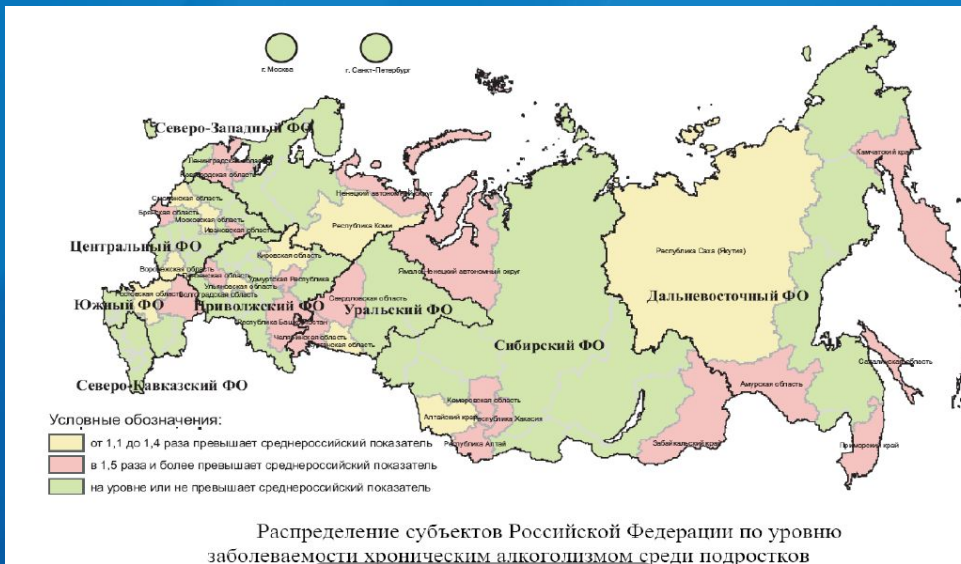 г. Москва
г. Санкт-Петербург
Северо-Западный ФО
Ленинградская область
Новгородская область
Ненецкий автономный округ
Смоленская область
Брянская область
Московская область
Ивановская область
Республика Коми
Центральный ФО
Кировская область
Воронежская область
Удмуртская Республика
Ульяновская область
Ямало-Ненецкий автономный округ
Республика Саха (Якутия)
Камчатский край
Ростовская область
Волгоградская область
Свердловская область
Южный ФО
Приволжский ФО
Уральский ФО
Дальневосточный ФО
Республика Башкортостан
Челябинская область
Курганская область
Сибирский ФО
Сахалинская область
Северо-Кавказский ФО
Кемеровская область
Амурская область
Алтайский край
Республика Хакасия
Республика Алтай
Забайкальский край
Приморский край
Условные обозначения:
от 1,1 до 1,4 раза превышает среднероссийский показатель
в 1,5 раза и более превышает среднероссийский показатель
на уровне или не превышает среднероссийский показатель
Распределение субъектов Российской Федерации по уровню
заболеваемости хроническим алкоголизмом среди подростков